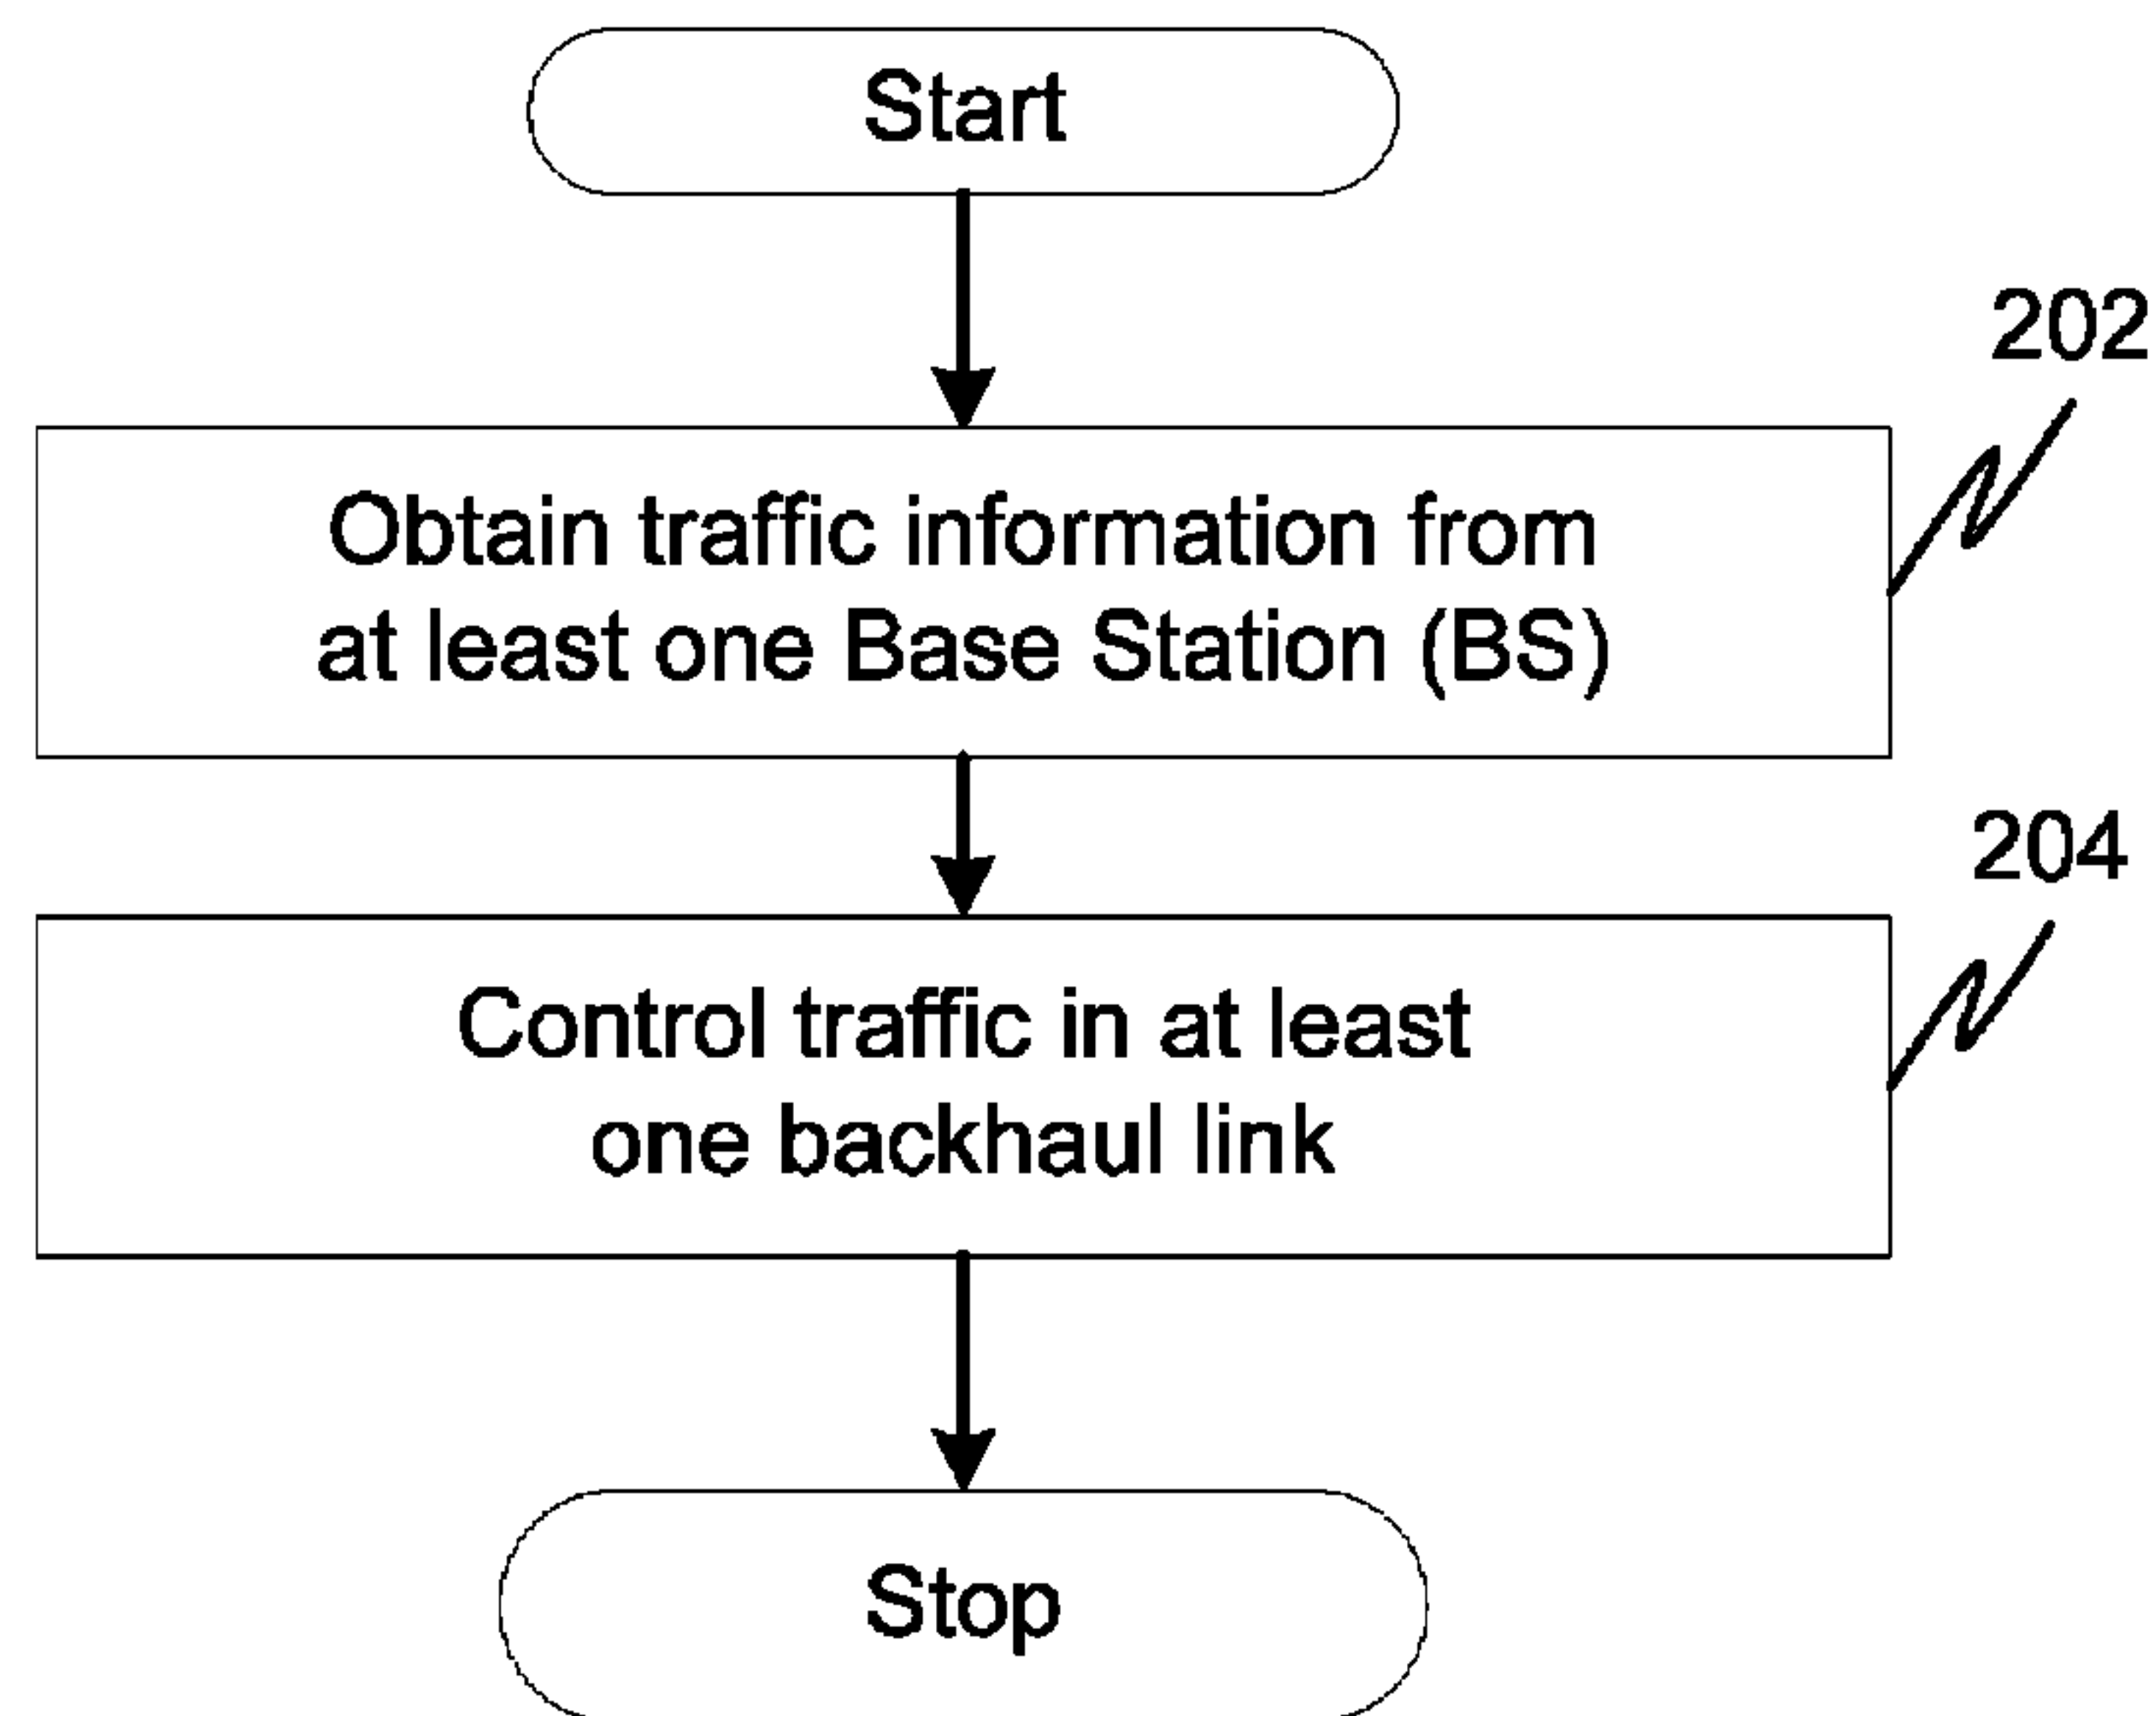 Start
202
Obtain traffic information from
at least one Base Station (BS)
204
Control traffic in at least
one backhaul link
Stop